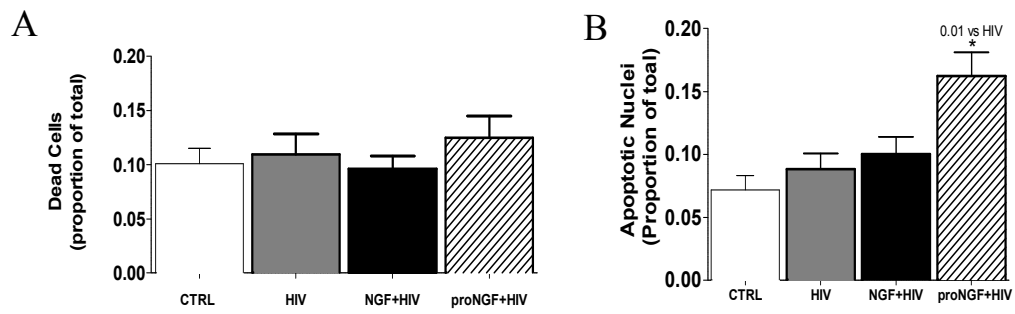 A
Dead Cells
(proportion of total)
0.20
0.15
0.10
0.05
0.00
CTRL HIV NGF+HIV proNGF+HIV
B
Apoptotic Nuclei
(Proportion of toal)
0.20
0.15
0.10
0.05
0.00
0.01 vs HIV
*
CTRL HIV NGF+HIV proNGF+HIV